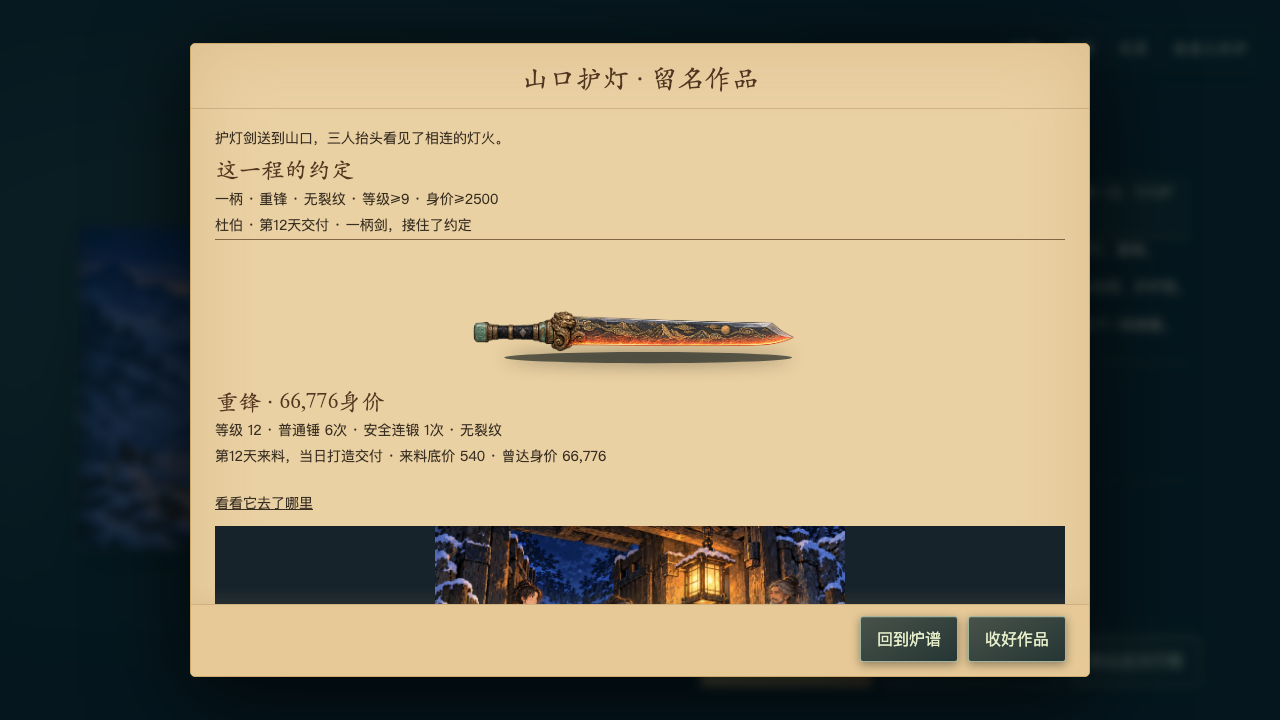 山口护灯 · 留名作品
护灯剑送到山口，三人抬头看见了相连的灯火。
这一程的约定
一柄 · 重锋 · 无裂纹 · 等级≥9 · 身价≥2500
杜伯 · 第12天交付 · 一柄剑，接住了约定
重锋 · 66,776身价
等级 12 · 普通锤 6次 · 安全连锻 1次 · 无裂纹
第12天来料，当日打造交付 · 来料底价 540 · 曾达身价 66,776
看看它去了哪里
回到炉谱
收好作品